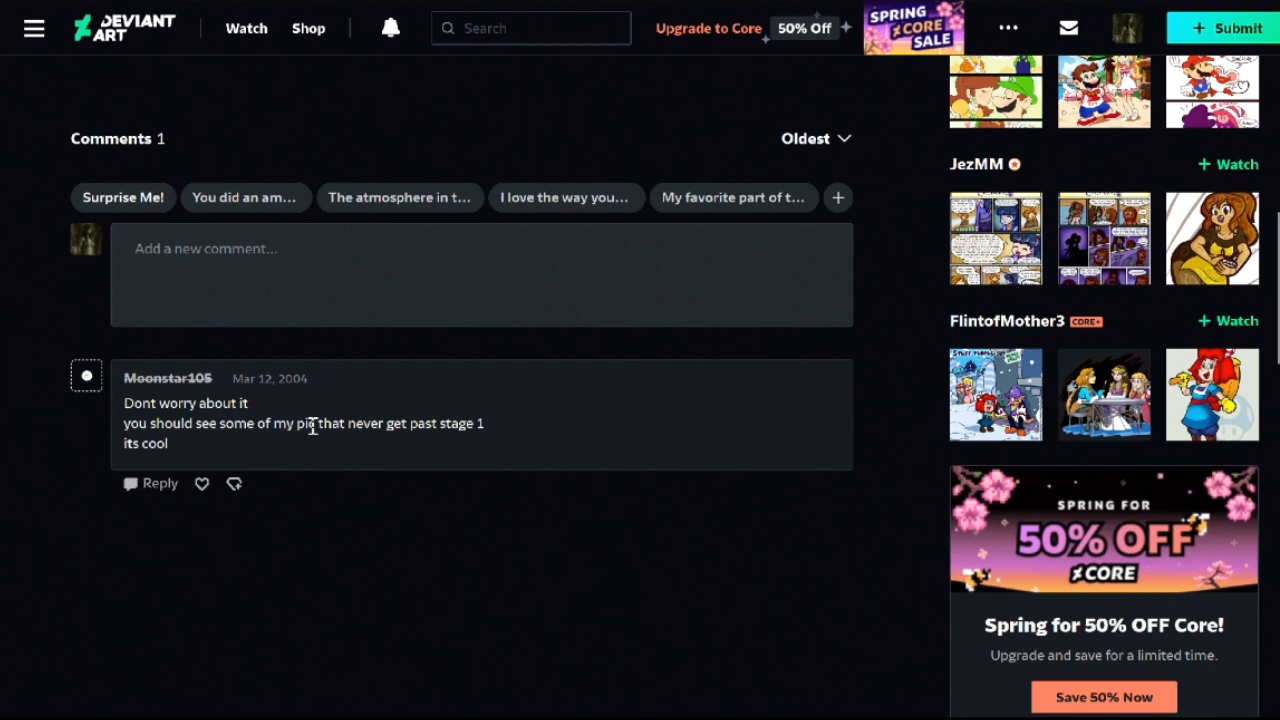 DEVIANT
ART
Watch
Shop
Search
Upgrade to Core
50% Off
SPRING
CORE
SALE
Submit
Comments 1
Oldest
Surprise Me!
You did an am...
The atmosphere in t...
I love the way you...
My favorite part of t...
Add a new comment...
Moonstar105
Mar 12, 2004
Dont worry about it
you should see some of my pic that never get past stage 1
its cool
Reply
JezMM
+ Watch
FlintofMother3 CORE+
+ Watch
SPRING FOR
50% OFF
CORE
Spring for 50% OFF Core!
Upgrade and save for a limited time.
Save 50% Now